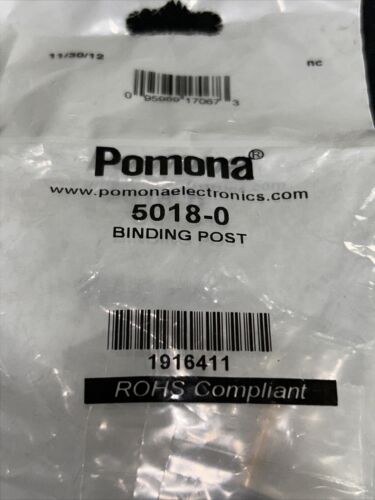 11/30/12
nc
0 95969 17067 3
Pomona®
www.pomonaelectronics.com
5018-0
BINDING POST
1916411
ROHS Compliant